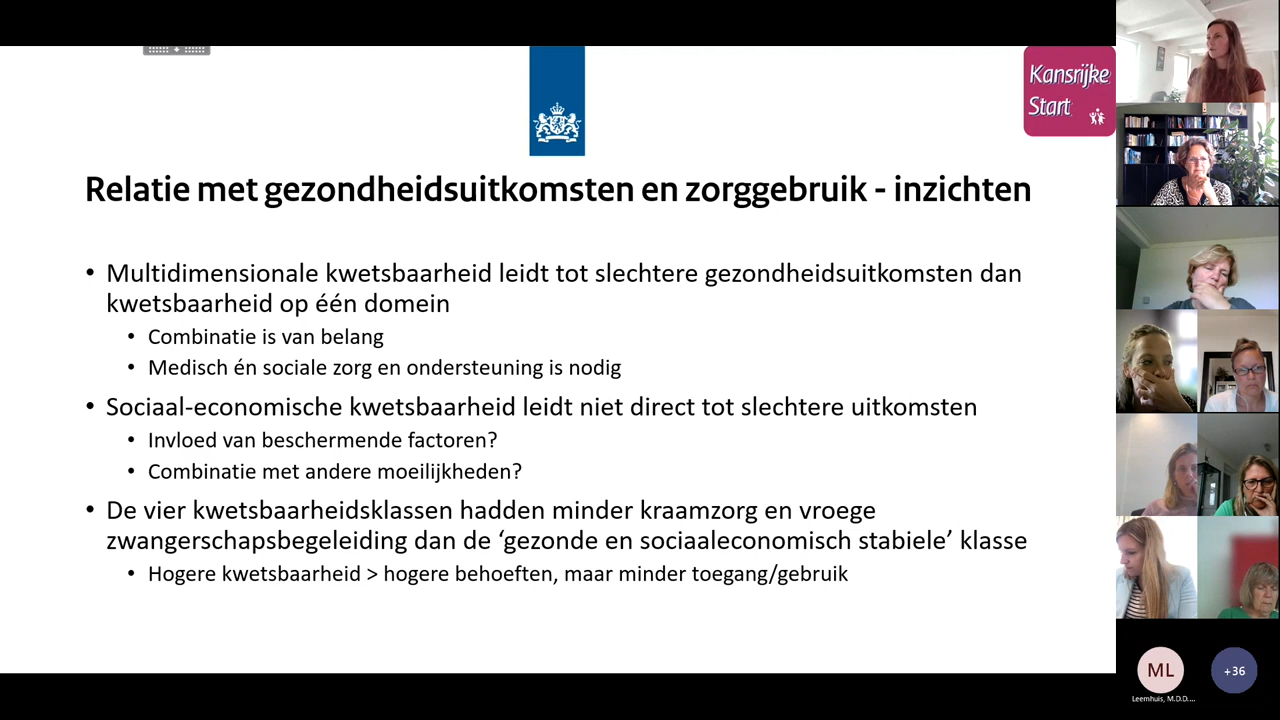 Kansrijke
Start
Relatie met gezondheidsuitkomsten en zorggebruik - inzichten
• Multidimensionale kwetsbaarheid leidt tot slechtere gezondheidsuitkomsten dan
kwetsbaarheid op één domein
• Combinatie is van belang
• Medisch én sociale zorg en ondersteuning is nodig
• Sociaal-economische kwetsbaarheid leidt niet direct tot slechtere uitkomsten
• Invloed van beschermende factoren?
• Combinatie met andere moeilijkheden?
• De vier kwetsbaarheidsklassen hadden minder kraamzorg en vroege
zwangerschapsbegeleiding dan de ‘gezonde en sociaaleconomisch stabiele’ klasse
• Hogere kwetsbaarheid > hogere behoeften, maar minder toegang/gebruik
ML
+36
Leemhuis, M.D.D....